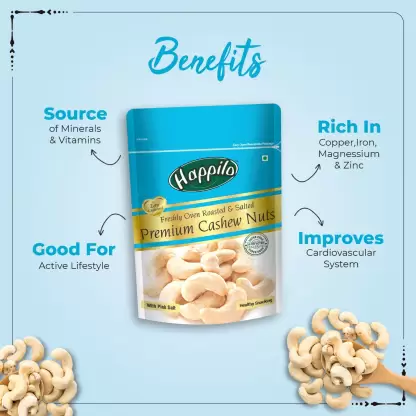 Benefits
Source
of Minerals
& Vitamins
Rich In
Copper,Iron,
Magnessium
& Zinc
Good For
Active Lifestyle
Improves
Cardiovascular
System
Happilo
Freshly Oven Roasted & Salted
Premium Cashew Nuts
With Pink Salt
Healthy Snacking